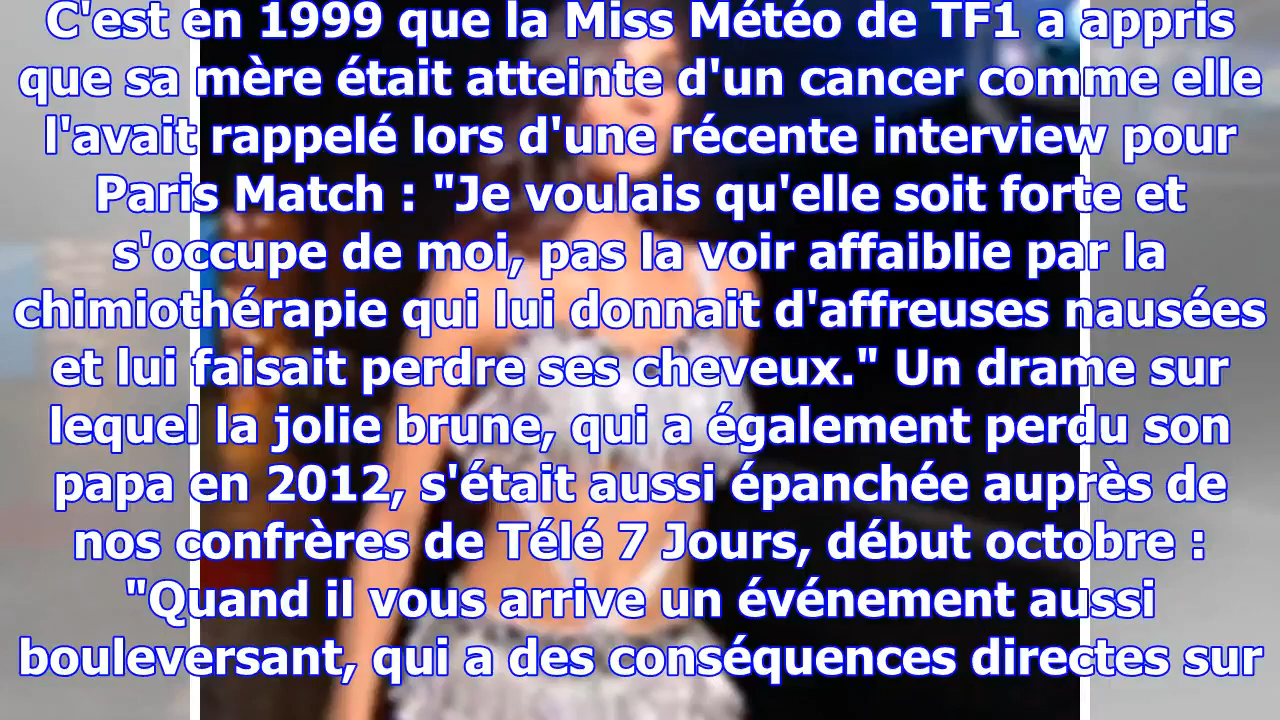 C'est en 1999 que la Miss Météo de TF1 a appris
que sa mère était atteinte d'un cancer comme elle
l'avait rappelé lors d'une récente interview pour
Paris Match : "Je voulais qu'elle soit forte et
s'occupe de moi, pas la voir affaiblie par la
chimiothérapie qui lui donnait d'affreuses nausées
et lui faisait perdre ses cheveux." Un drame sur
lequel la jolie brune, qui a également perdu son
papa en 2012, s'était aussi épanchée auprès de
nos confrères de Télé 7 Jours, début octobre :
"Quand il vous arrive un événement aussi
bouleversant, qui a des conséquences directes sur